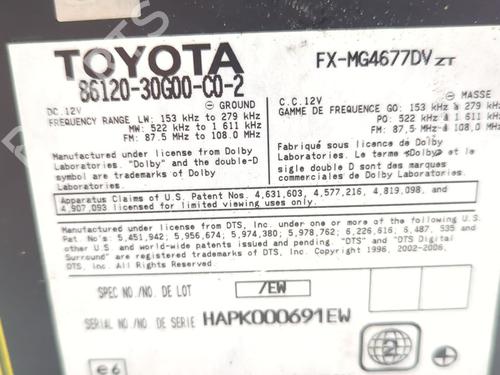 TOYOTA
FX-MG4677DV ZT
86120-30G00-C0-2
DC.12V
⊖ GROUND
FREQUENCY RANGE LW: 153 kHz to 279 kHz
MW: 522 kHz to 1 611 kHz
FM: 87.5 MHz to 108.0 MHz
C.C.12V
⊖ MASSE
GAMME DE FREQUENCE GO: 153 kHz à 279 kHz
PO: 522 kHz à 1 611 kHz
FM: 87,5 MHz à 108,0 MHz
Manufactured under license from Dolby
Laboratories. "Dolby" and the double-D
symbol are trademarks of Dolby
Laboratories.
Fabriqué sous licence de Dolby
Laboratories. Le terme «Dolby» et le
sigle double D sont des marques
commerciales de Dolby Laboratories.
Apparatus Claims of U.S. Patent Nos. 4,631,603, 4,577,216, 4,819,098, and
4,907,093 licensed for limited viewing uses only.
Manufactured under license from DTS, Inc. under one or more of the following U.S.
Pat. No's: 5,451,942; 5,956,674; 5,974,380; 5,978,762; 6,226,616; 6,487,535 and
other U.S. and world-wide patents issued and pending. "DTS" and "DTS Digital
Surround" are registered trademarks of DTS, Inc. Copyright 1996, 2002-2006.
DTS, Inc. All Rights Reserved.
SPEC NO./NO. DE LOT
/EW
SERIAL NO/NO. DE SERIE HAPK000691EW
2
e6